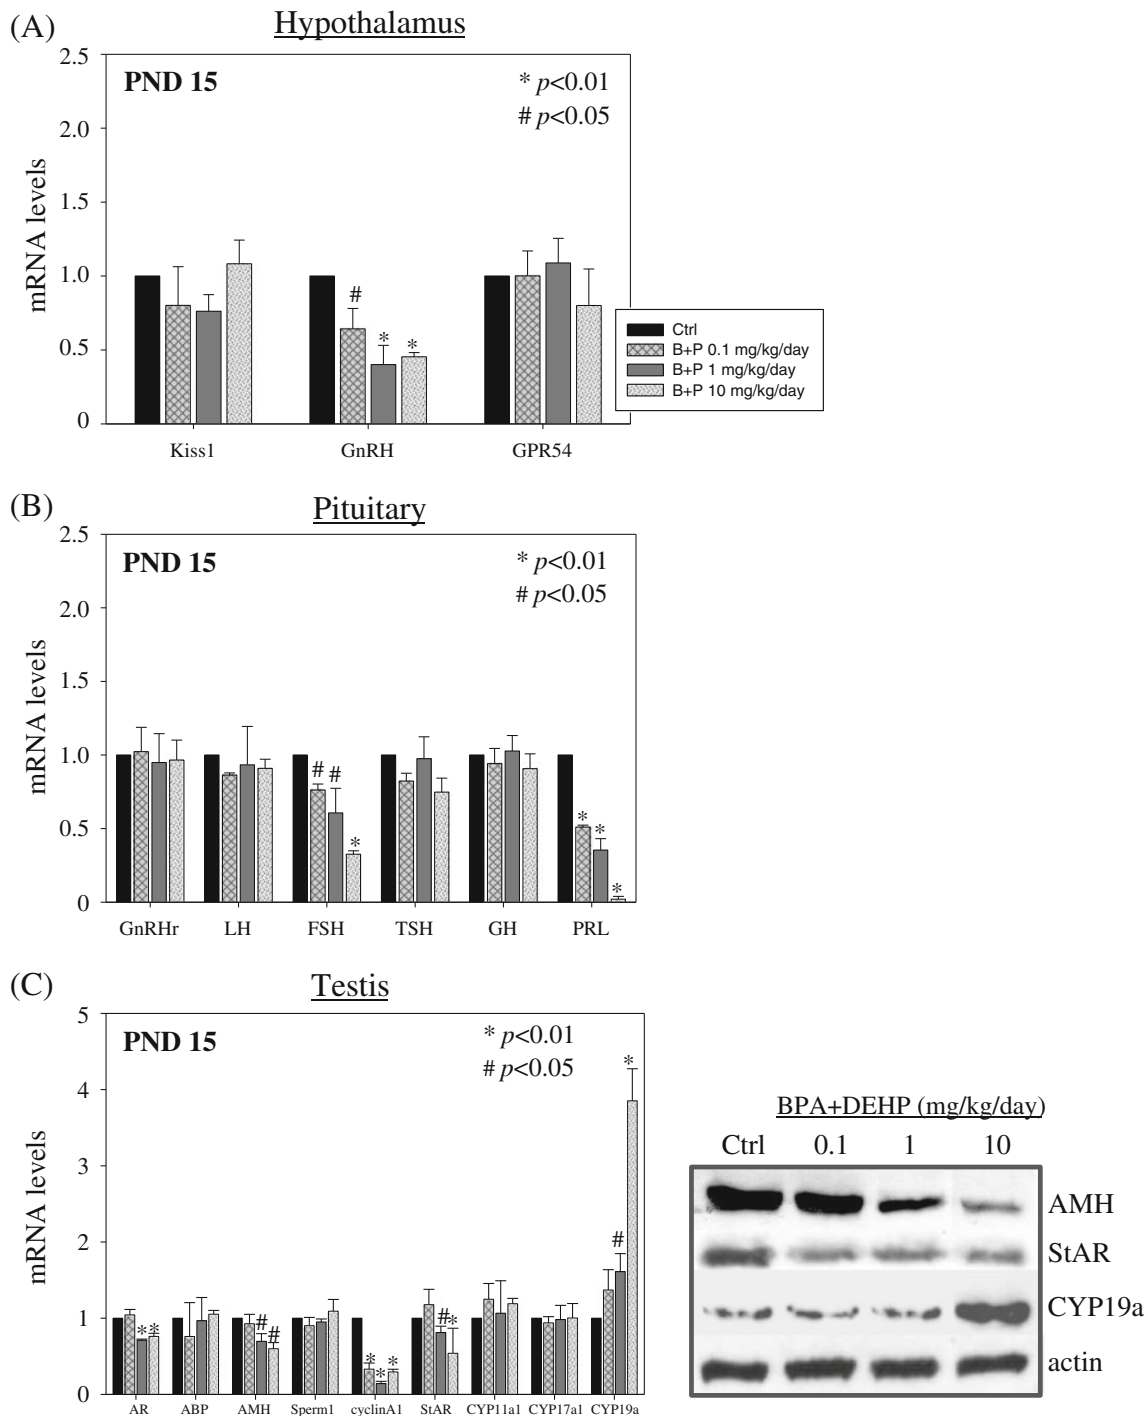 (A)
Hypothalamus
2.5
2.0
1.5
1.0
0.5
0
mRNA levels
PND 15
* p<0.01
# p<0.05
#
*
*
Kiss1
GnRH
GPR54
Ctrl
B+P 0.1 mg/kg/day
B+P 1 mg/kg/day
B+P 10 mg/kg/day
(B)
Pituitary
2.5
2.0
1.5
1.0
0.5
0
mRNA levels
PND 15
* p<0.01
# p<0.05
# # *
* * *
GnRHr
LH
FSH
TSH
GH
PRL
(C)
Testis
5
4
3
2
1
0
mRNA levels
PND 15
* p<0.01
# p<0.05
* *
# #
* * *
# *
# *
AR
ABP
AMH
Sperm1
cyclinA1
StAR
CYP11a1
CYP17a1
CYP19a
BPA+DEHP (mg/kg/day)
Ctrl 0.1 1 10
AMH
StAR
CYP19a
actin